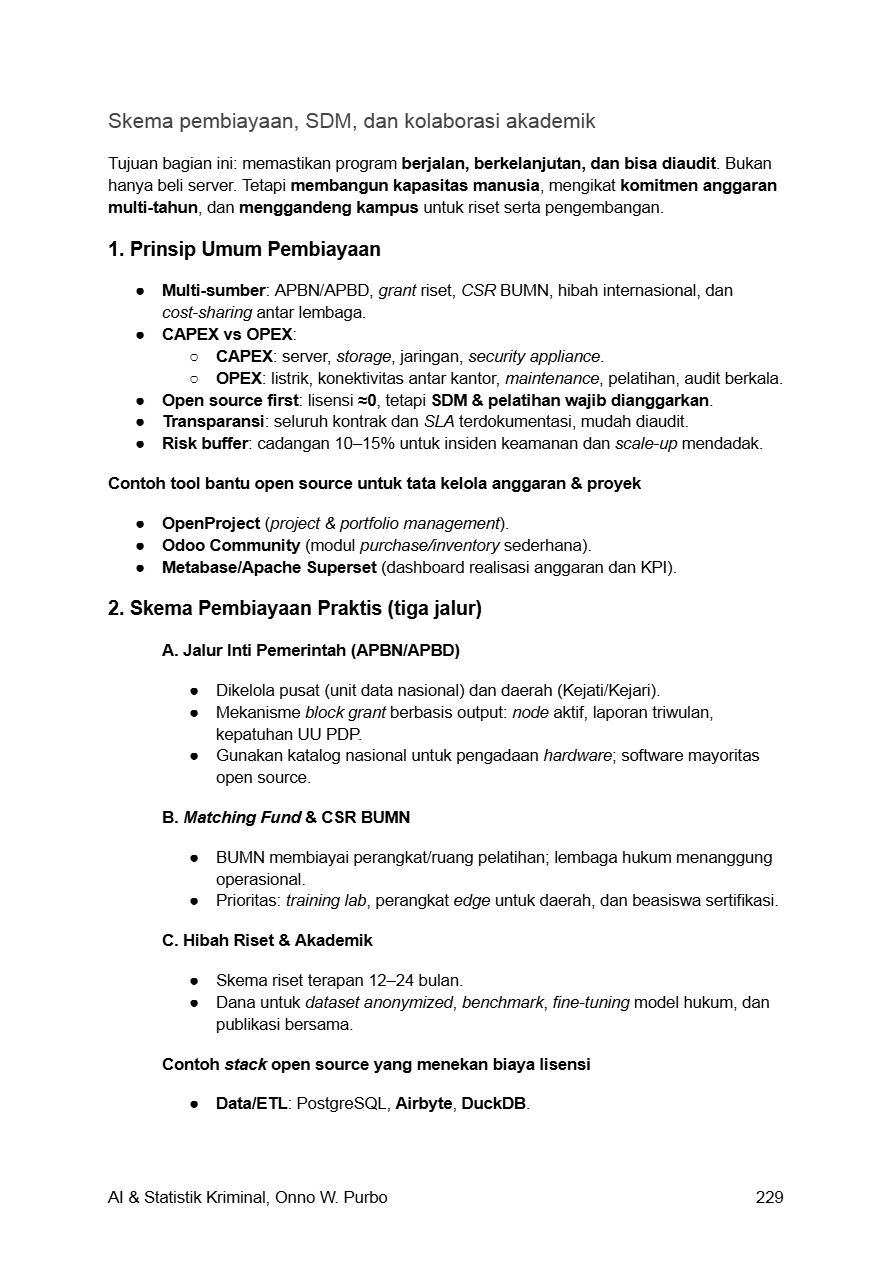 Skema pembiayaan, SDM, dan kolaborasi akademik
Tujuan bagian ini: memastikan program berjalan, berkelanjutan, dan bisa diaudit. Bukan
hanya beli server. Tetapi membangun kapasitas manusia, mengikat komitmen anggaran
multi-tahun, dan menggandeng kampus untuk riset serta pengembangan.
1. Prinsip Umum Pembiayaan
● Multi-sumber: APBN/APBD, grant riset, CSR BUMN, hibah internasional, dan
cost-sharing antar lembaga.
● CAPEX vs OPEX:
○ CAPEX: server, storage, jaringan, security appliance.
○ OPEX: listrik, konektivitas antar kantor, maintenance, pelatihan, audit berkala.
● Open source first: lisensi ≈0, tetapi SDM & pelatihan wajib dianggarkan.
● Transparansi: seluruh kontrak dan SLA terdokumentasi, mudah diaudit.
● Risk buffer: cadangan 10–15% untuk insiden keamanan dan scale-up mendadak.
Contoh tool bantu open source untuk tata kelola anggaran & proyek
● OpenProject (project & portfolio management).
● Odoo Community (modul purchase/inventory sederhana).
● Metabase/Apache Superset (dashboard realisasi anggaran dan KPI).
2. Skema Pembiayaan Praktis (tiga jalur)
A. Jalur Inti Pemerintah (APBN/APBD)
● Dikelola pusat (unit data nasional) dan daerah (Kejati/Kejari).
● Mekanisme block grant berbasis output: node aktif, laporan triwulan,
kepatuhan UU PDP.
● Gunakan katalog nasional untuk pengadaan hardware; software mayoritas
open source.
B. Matching Fund & CSR BUMN
● BUMN membiayai perangkat/ruang pelatihan; lembaga hukum menanggung
operasional.
● Prioritas: training lab, perangkat edge untuk daerah, dan beasiswa sertifikasi.
C. Hibah Riset & Akademik
● Skema riset terapan 12–24 bulan.
● Dana untuk dataset anonymized, benchmark, fine-tuning model hukum, dan
publikasi bersama.
Contoh stack open source yang menekan biaya lisensi
● Data/ETL: PostgreSQL, Airbyte, DuckDB.
AI & Statistik Kriminal, Onno W. Purbo 229